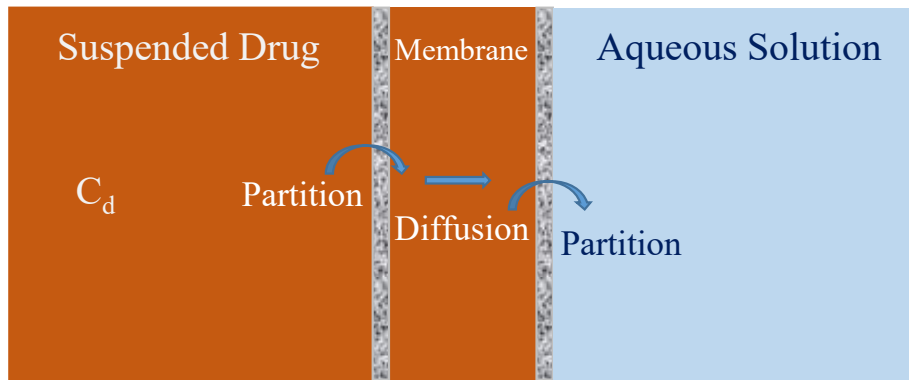 Suspended Drug
Membrane
Aqueous Solution
C_d
Partition
Diffusion
Partition